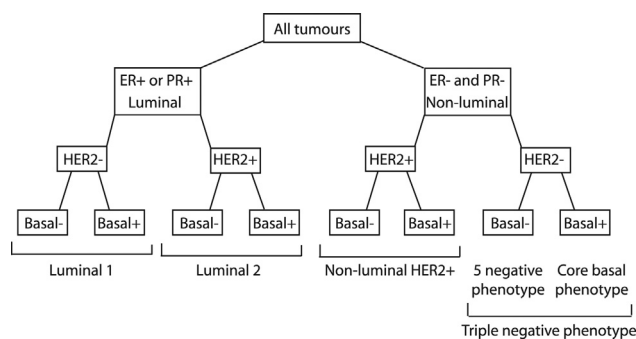 All tumours
ER+ or PR+
Luminal
ER- and PR-
Non-luminal
HER2-
HER2+
HER2+
HER2-
Basal-
Basal+
Basal-
Basal+
Basal-
Basal+
Basal-
Basal+
Luminal 1
Luminal 2
Non-luminal HER2+
5 negative
phenotype
Core basal
phenotype
Triple negative phenotype